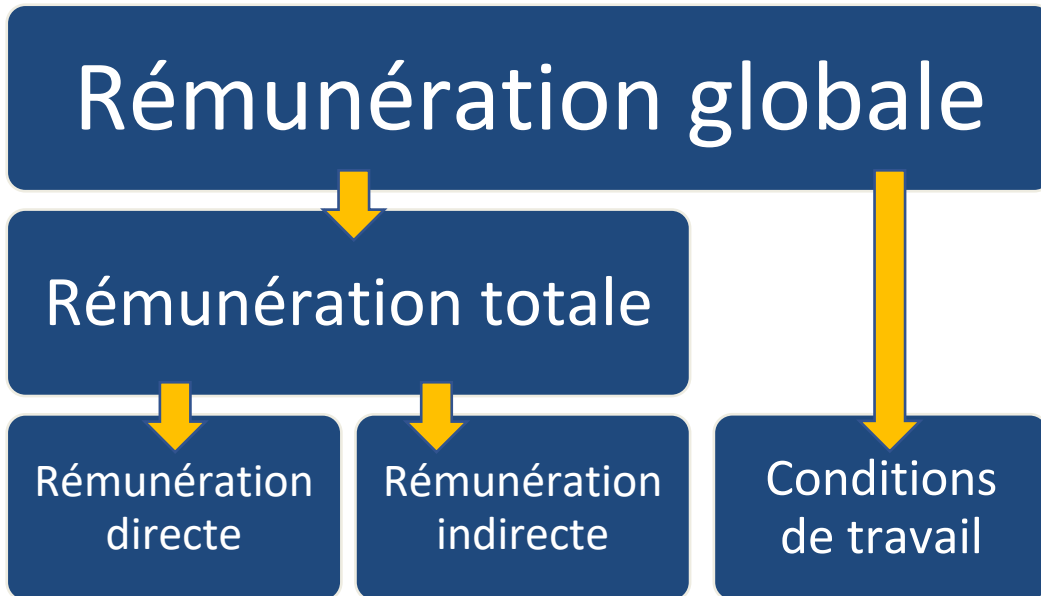 Rémunération globale
Rémunération totale
Rémunération
directe
Rémunération
indirecte
Conditions
de travail